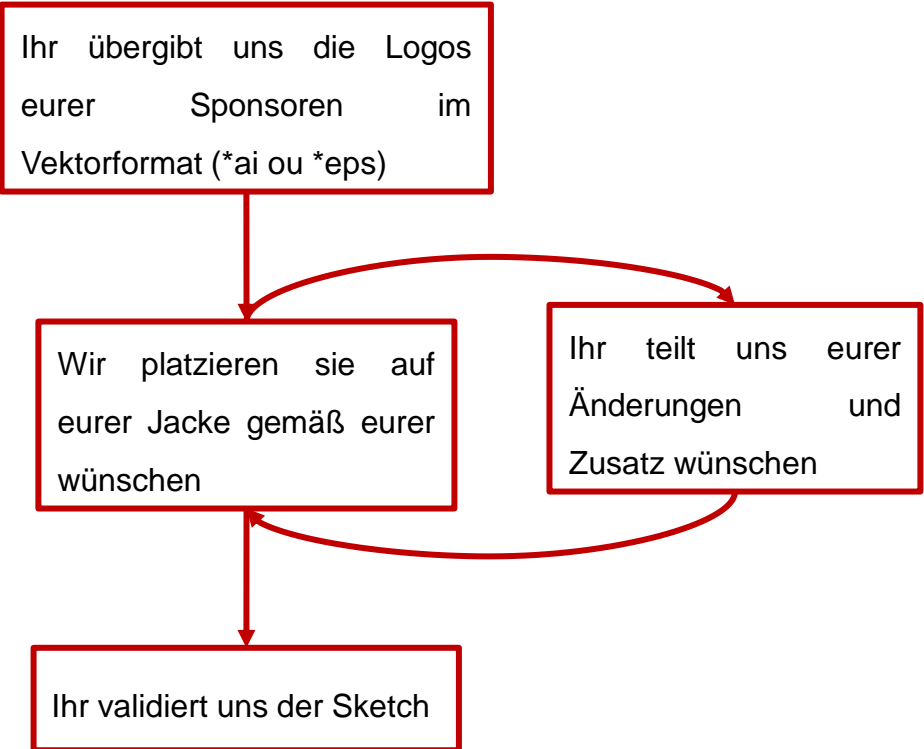 Ihr übergibt uns die Logos
eurer Sponsoren im
Vektorformat (*ai ou *eps)
Wir platzieren sie auf
eurer Jacke gemäß eurer
wünschen
Ihr teilt uns eurer
Änderungen und
Zusatz wünschen
Ihr validiert uns der Sketch